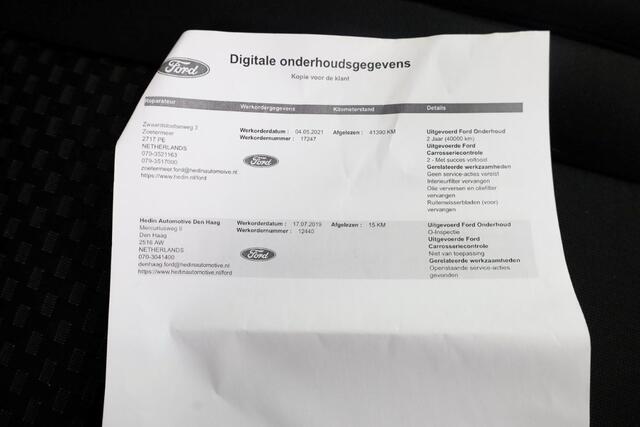 Ford
Digitale onderhoudsgegevens
Kopie voor de klant
Reparateur Werkordergegevens Kilometerstand Details
Zwaardslootseweg 3 Werkorderdatum : 04.05.2021 Afgelezen : 41390 KM Uitgevoerd Ford Onderhoud
Zoetermeer Werkordernummer : 17247 2 Jaar (40000 km)
2717 PE Uitgevoerde Ford
NETHERLANDS Carrosseriecontrole
079-3521163 Ford 2 - Met succes voltooid
079-3517000 Gerelateerde werkzaamheden
zoetermeer.ford@hedinautomotive.nl Geen service-acties vereist
https://www.hedin.nl/ford Interieurfilter vervangen
Olie verversen en oliefilter
vervangen
Ruitenwisserbladen (voor)
vervangen
Hedin Automotive Den Haag Werkorderdatum : 17.07.2019 Afgelezen : 15 KM Uitgevoerd Ford Onderhoud
Mercuriusweg 8 Werkordernummer : 12440 0-Inspectie
Den Haag Uitgevoerde Ford
2516 AW Carrosseriecontrole
NETHERLANDS Ford Niet van toepassing
070-3041400 Gerelateerde werkzaamheden
denhaag.ford@hedinautomotive.nl Openstaande service-acties
https://www.hedinautomotive.nl/ford gevonden